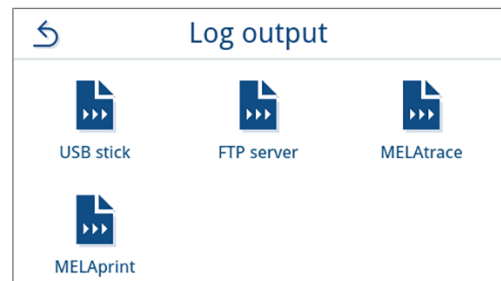 Log output
USB stick
FTP server
MELAtrace
MELAprint